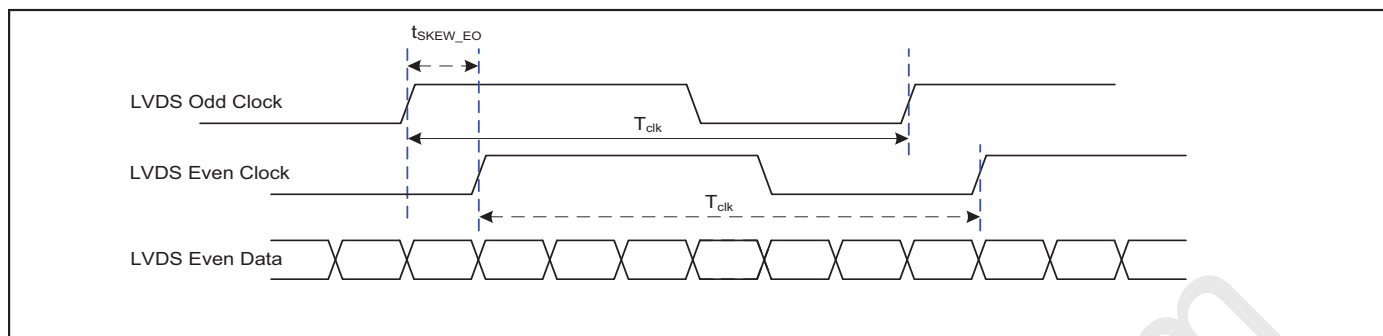 tSKEW_EO
LVDS Odd Clock
Tclk
LVDS Even Clock
Tclk
LVDS Even Data